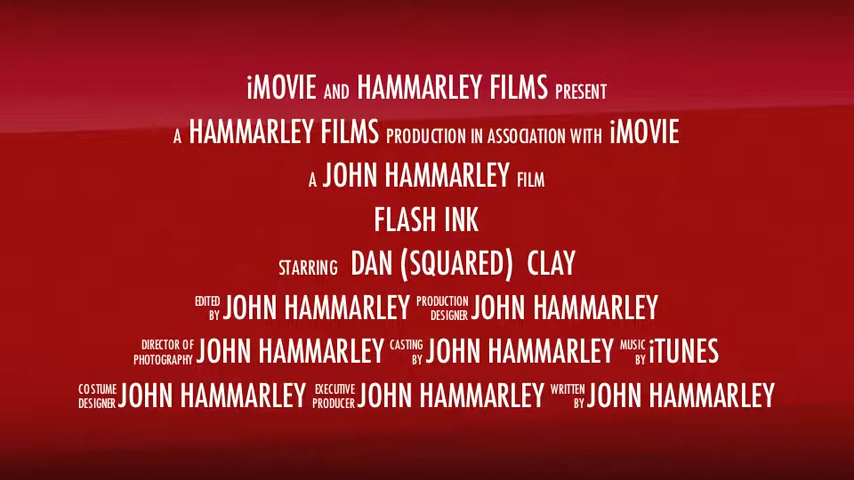 iMOVIE AND HAMMARLEY FILMS PRESENT
A HAMMARLEY FILMS PRODUCTION IN ASSOCIATION WITH iMOVIE
A JOHN HAMMARLEY FILM
FLASH INK
STARRING DAN (SQUARED) CLAY
EDITED BY JOHN HAMMARLEY PRODUCTION DESIGNER JOHN HAMMARLEY
DIRECTOR OF PHOTOGRAPHY JOHN HAMMARLEY CASTING BY JOHN HAMMARLEY MUSIC BY iTUNES
COSTUME DESIGNER JOHN HAMMARLEY EXECUTIVE PRODUCER JOHN HAMMARLEY WRITTEN BY JOHN HAMMARLEY